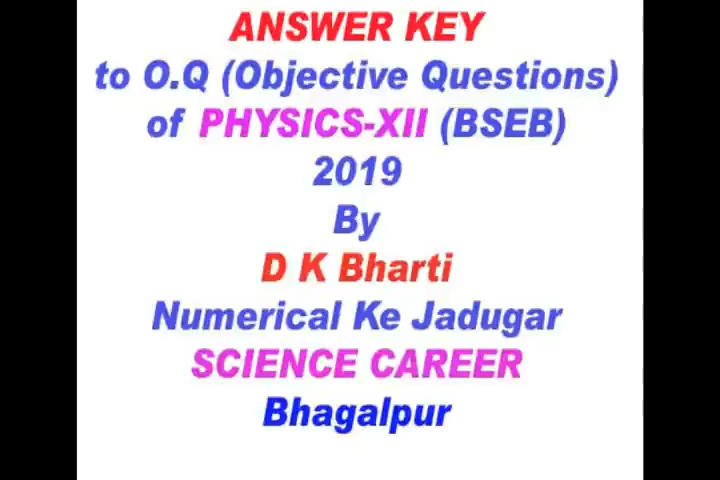 ANSWER KEY
to O.Q (Objective Questions)
of PHYSICS-XII (BSEB)
2019
By
D K Bharti
Numerical Ke Jadugar
SCIENCE CAREER
Bhagalpur